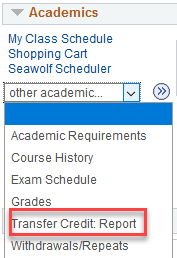 Academics
My Class Schedule
Shopping Cart
Seawolf Scheduler
other academic...
Academic Requirements
Course History
Exam Schedule
Grades
Transfer Credit: Report
Withdrawals/Repeats